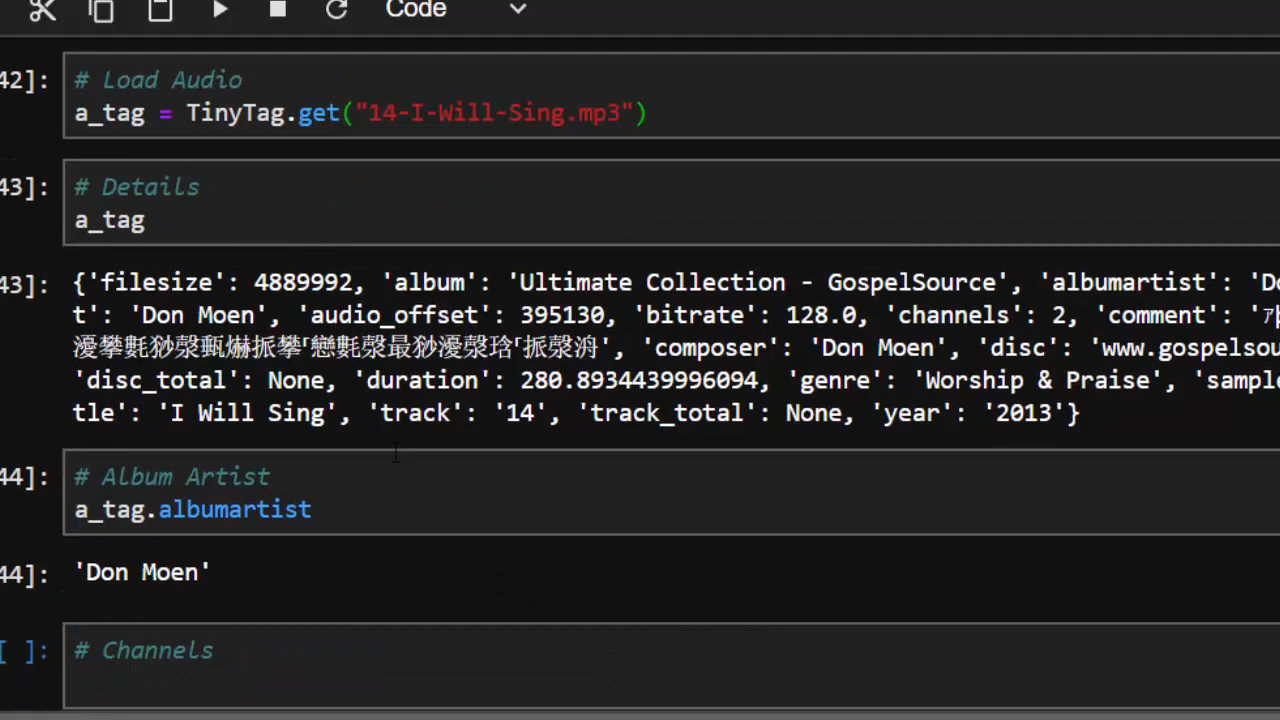 Code
42]:
# Load Audio
a_tag = TinyTag.get("14-I-Will-Sing.mp3")
43]:
# Details
a_tag
43]:
{'filesize': 4889992, 'album': 'Ultimate Collection - GospelSource', 'albumartist': 'Do
t': 'Don Moen', 'audio_offset': 395130, 'bitrate': 128.0, 'channels': 2, 'comment': '
', 'composer': 'Don Moen', 'disc': 'www.gospelsou
'disc_total': None, 'duration': 280.8934439996094, 'genre': 'Worship & Praise', 'sample
tle': 'I Will Sing', 'track': '14', 'track_total': None, 'year': '2013'}
44]:
# Album Artist
a_tag.albumartist
44]:
'Don Moen'
[ ]:
# Channels